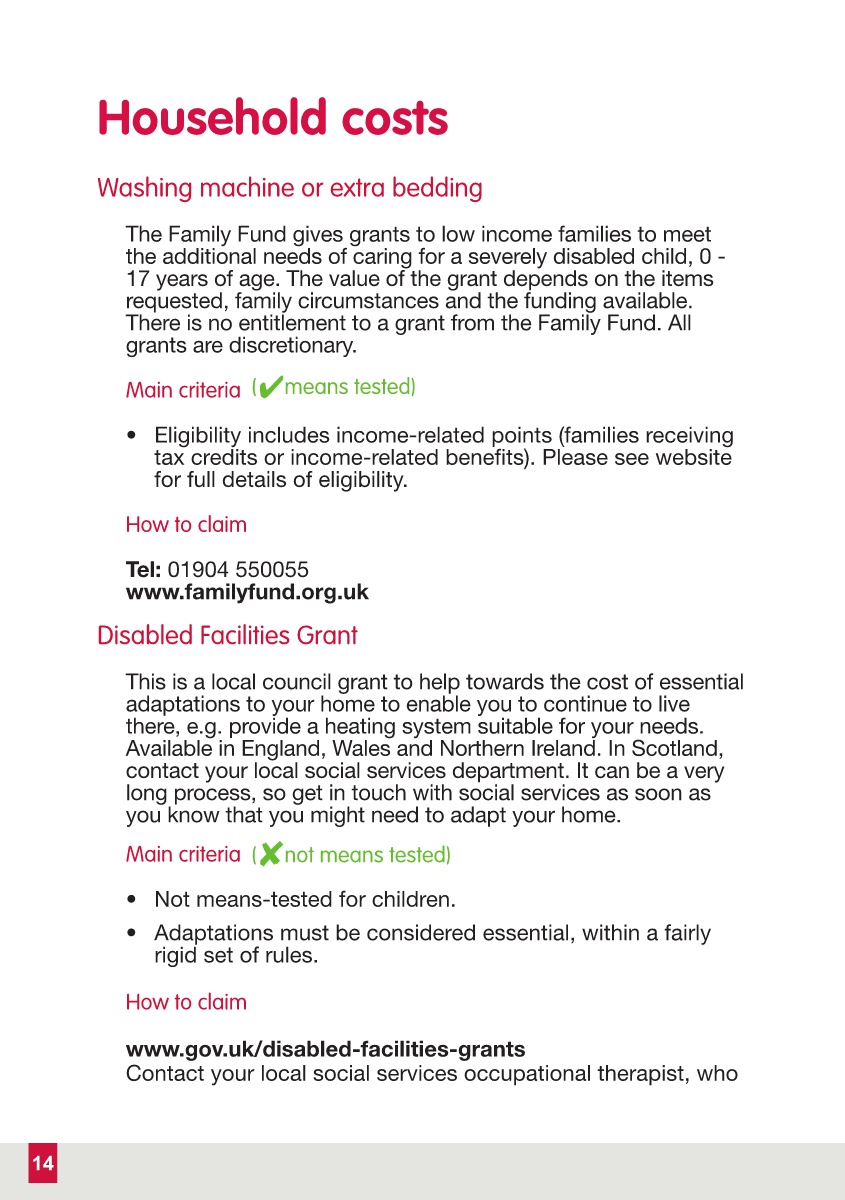 Household costs
Washing machine or extra bedding
The Family Fund gives grants to low income families to meet
the additional needs of caring for a severely disabled child, 0 -
17 years of age. The value of the grant depends on the items
requested, family circumstances and the funding available.
There is no entitlement to a grant from the Family Fund. All
grants are discretionary.
Main criteria (✔means tested)
• Eligibility includes income-related points (families receiving
tax credits or income-related benefits). Please see website
for full details of eligibility.
How to claim
Tel: 01904 550055
www.familyfund.org.uk
Disabled Facilities Grant
This is a local council grant to help towards the cost of essential
adaptations to your home to enable you to continue to live
there, e.g. provide a heating system suitable for your needs.
Available in England, Wales and Northern Ireland. In Scotland,
contact your local social services department. It can be a very
long process, so get in touch with social services as soon as
you know that you might need to adapt your home.
Main criteria (✘not means tested)
• Not means-tested for children.
• Adaptations must be considered essential, within a fairly
rigid set of rules.
How to claim
www.gov.uk/disabled-facilities-grants
Contact your local social services occupational therapist, who
14